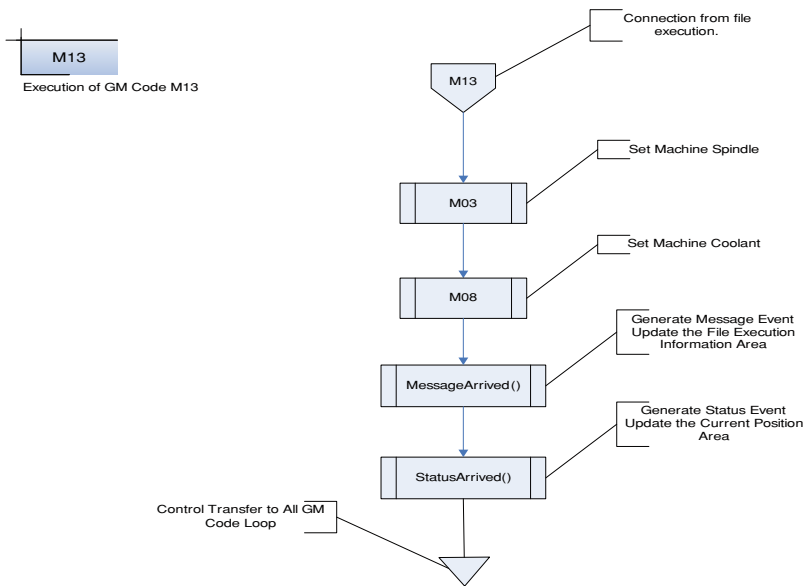 M13
Execution of GM Code M13
Connection from file
execution.
M13
Set Machine Spindle
M03
Set Machine Coolant
M08
Generate Message Event
Update the File Execution
Information Area
MessageArrived()
Generate Status Event
Update the Current Position
Area
StatusArrived()
Control Transfer to All GM
Code Loop